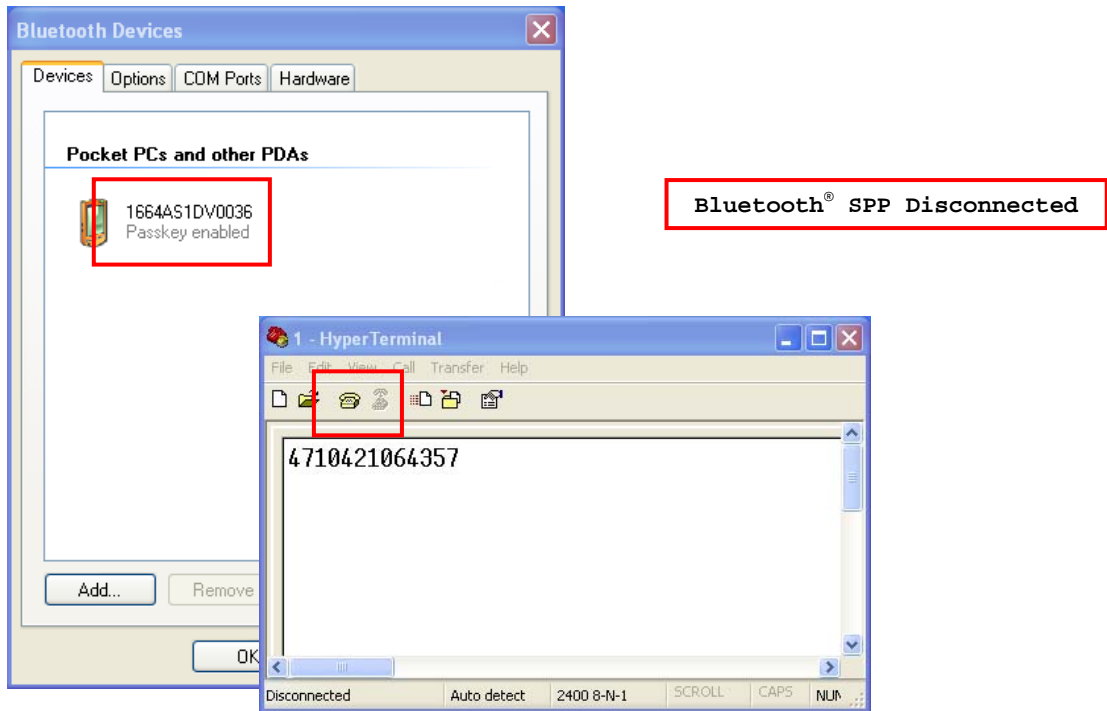 Bluetooth Devices
Devices Options COM Ports Hardware
Pocket PCs and other PDAs
1664AS1DV0036
Passkey enabled
Bluetooth® SPP Disconnected
1 - HyperTerminal
File Edit View Call Transfer Help
4710421064357
Add... Remove
OK
Disconnected Auto detect 2400 8-N-1 SCROLL CAPS NUM